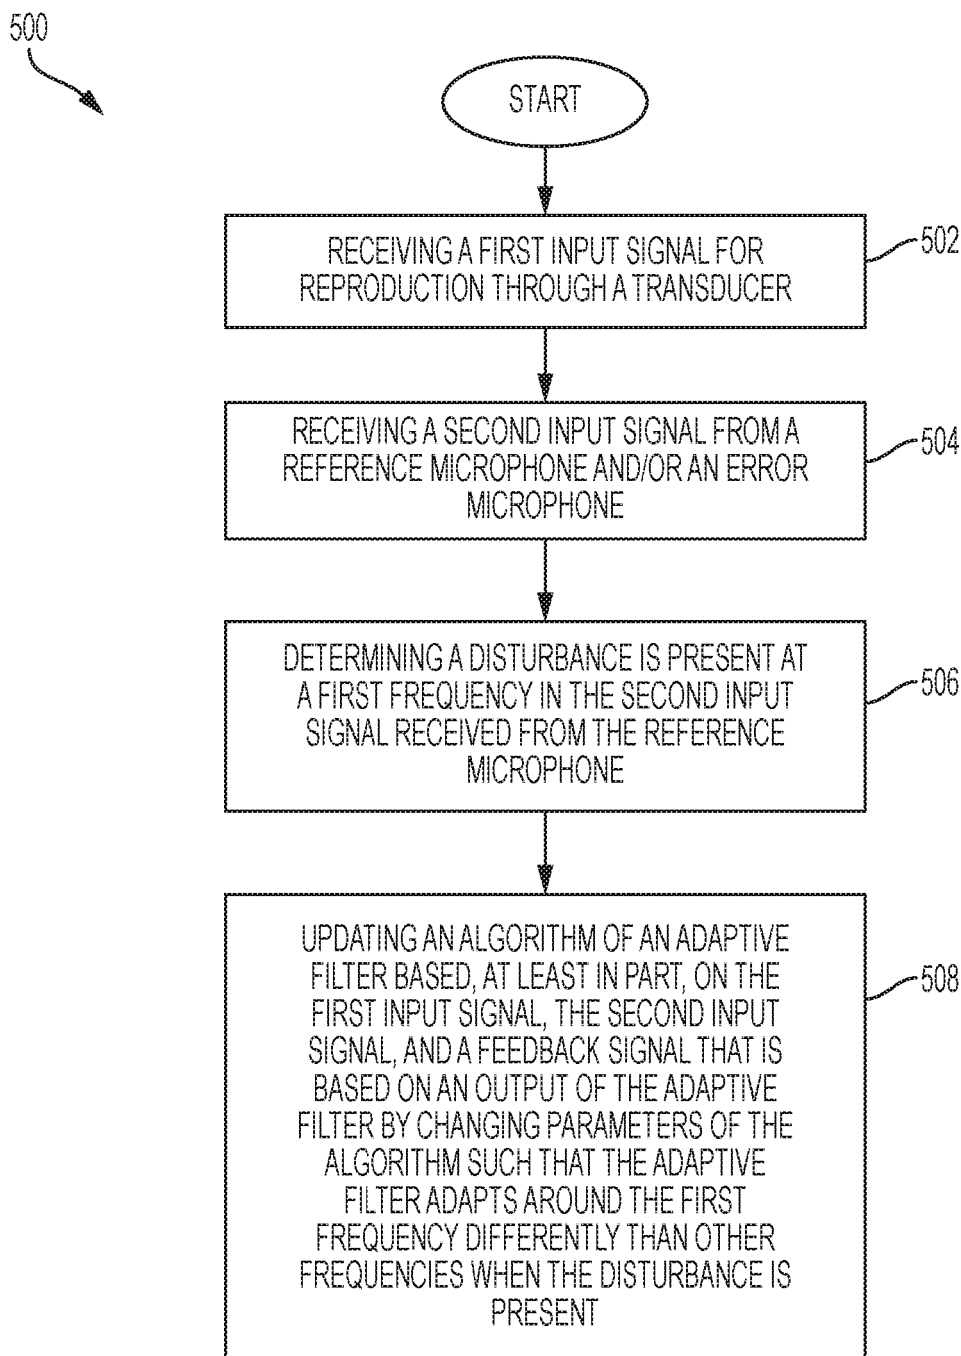 500
START
RECEIVING A FIRST INPUT SIGNAL FOR
REPRODUCTION THROUGH A TRANSDUCER
502
RECEIVING A SECOND INPUT SIGNAL FROM A
REFERENCE MICROPHONE AND/OR AN ERROR
MICROPHONE
504
DETERMINING A DISTURBANCE IS PRESENT AT
A FIRST FREQUENCY IN THE SECOND INPUT
SIGNAL RECEIVED FROM THE REFERENCE
MICROPHONE
506
UPDATING AN ALGORITHM OF AN ADAPTIVE
FILTER BASED, AT LEAST IN PART, ON THE
FIRST INPUT SIGNAL, THE SECOND INPUT
SIGNAL, AND A FEEDBACK SIGNAL THAT IS
BASED ON AN OUTPUT OF THE ADAPTIVE
FILTER BY CHANGING PARAMETERS OF THE
ALGORITHM SUCH THAT THE ADAPTIVE
FILTER ADAPTS AROUND THE FIRST
FREQUENCY DIFFERENTLY THAN OTHER
FREQUENCIES WHEN THE DISTURBANCE IS
PRESENT
508